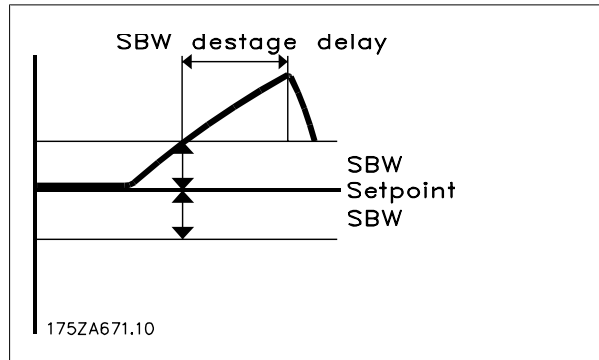 SBW destage delay
SBW
Setpoint
SBW
175ZA671.10